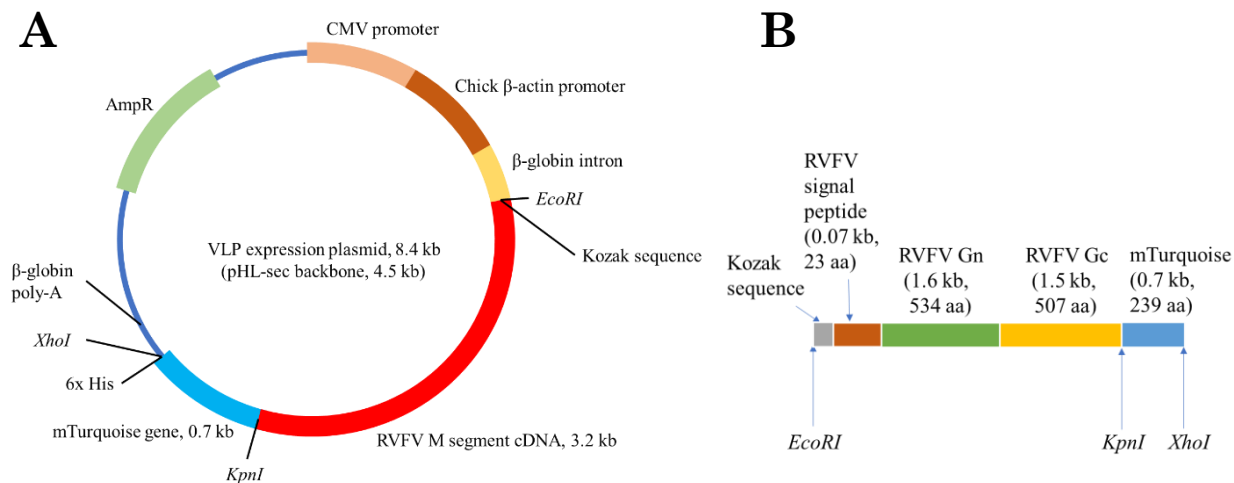 A
CMV promoter
Chick β-actin promoter
AmpR
β-globin intron
EcoRI
Kozak sequence
VLP expression plasmid, 8.4 kb
(pHL-sec backbone, 4.5 kb)
β-globin
poly-A
XhoI
6x His
mTurquoise gene, 0.7 kb
KpnI
RVFV M segment cDNA, 3.2 kb
B
Kozak
sequence
RVFV
signal
peptide
(0.07 kb,
23 aa)
RVFV Gn
(1.6 kb,
534 aa)
RVFV Gc
(1.5 kb,
507 aa)
mTurquoise
(0.7 kb,
239 aa)
EcoRI
KpnI
XhoI